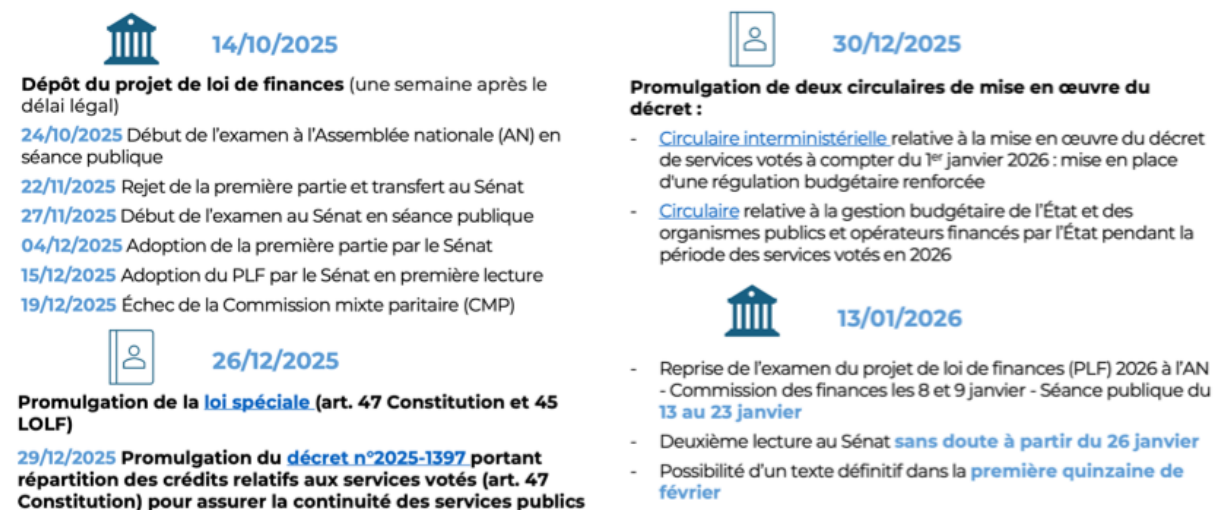 14/10/2025
Dépôt du projet de loi de finances (une semaine après le
délai légal)
24/10/2025 Début de l'examen à l'Assemblée nationale (AN) en
séance publique
22/11/2025 Rejet de la première partie et transfert au Sénat
27/11/2025 Début de l'examen au Sénat en séance publique
04/12/2025 Adoption de la première partie par le Sénat
15/12/2025 Adoption du PLF par le Sénat en première lecture
19/12/2025 Échec de la Commission mixte paritaire (CMP)
26/12/2025
Promulgation de la loi spéciale (art. 47 Constitution et 45
LOLF)
29/12/2025 Promulgation du décret n°2025-1397 portant
répartition des crédits relatifs aux services votés (art. 47
Constitution) pour assurer la continuité des services publics
30/12/2025
Promulgation de deux circulaires de mise en œuvre du
décret :
- Circulaire interministérielle relative à la mise en œuvre du décret
de services votés à compter du 1er janvier 2026 : mise en place
d'une régulation budgétaire renforcée
- Circulaire relative à la gestion budgétaire de l'État et des
organismes publics et opérateurs financés par l'État pendant la
période des services votés en 2026
13/01/2026
- Reprise de l'examen du projet de loi de finances (PLF) 2026 à l'AN
- Commission des finances les 8 et 9 janvier - Séance publique du
13 au 23 janvier
- Deuxième lecture au Sénat sans doute à partir du 26 janvier
- Possibilité d'un texte définitif dans la première quinzaine de
février